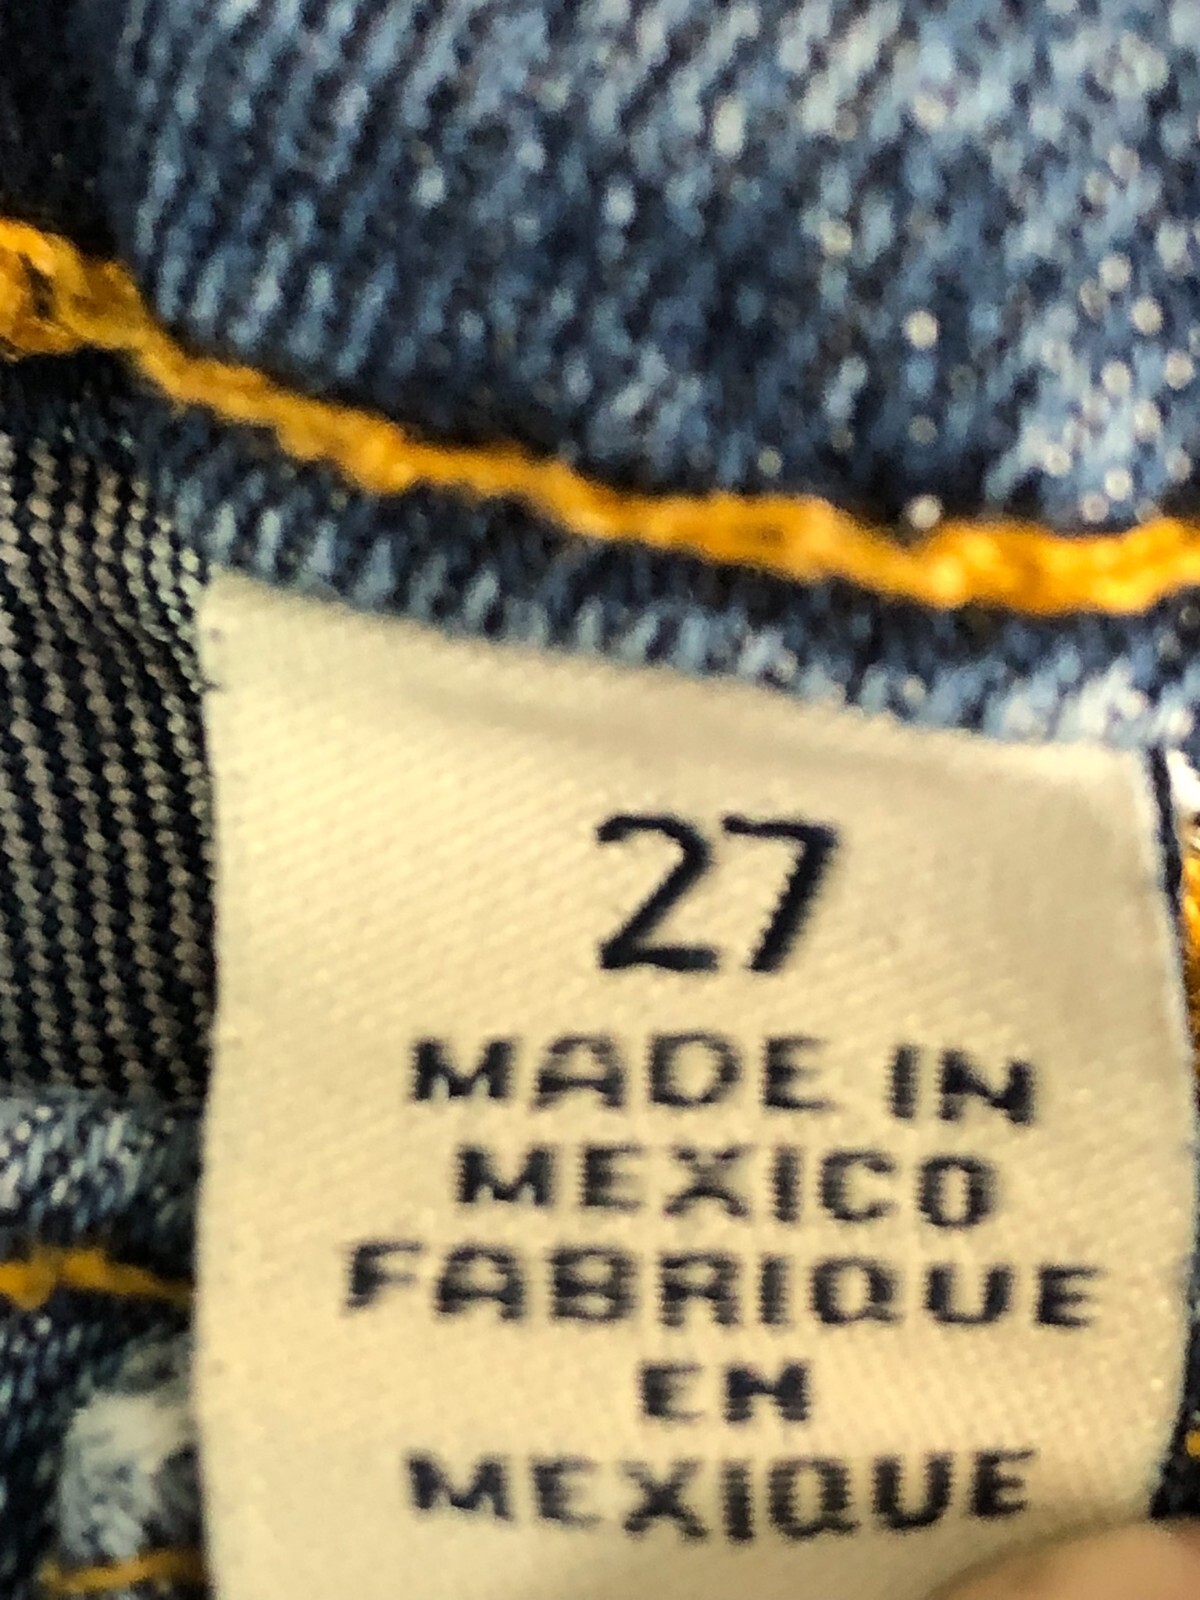 27
MADE IN
MEXICO
FABRIQUE
EN
MEXIQUE